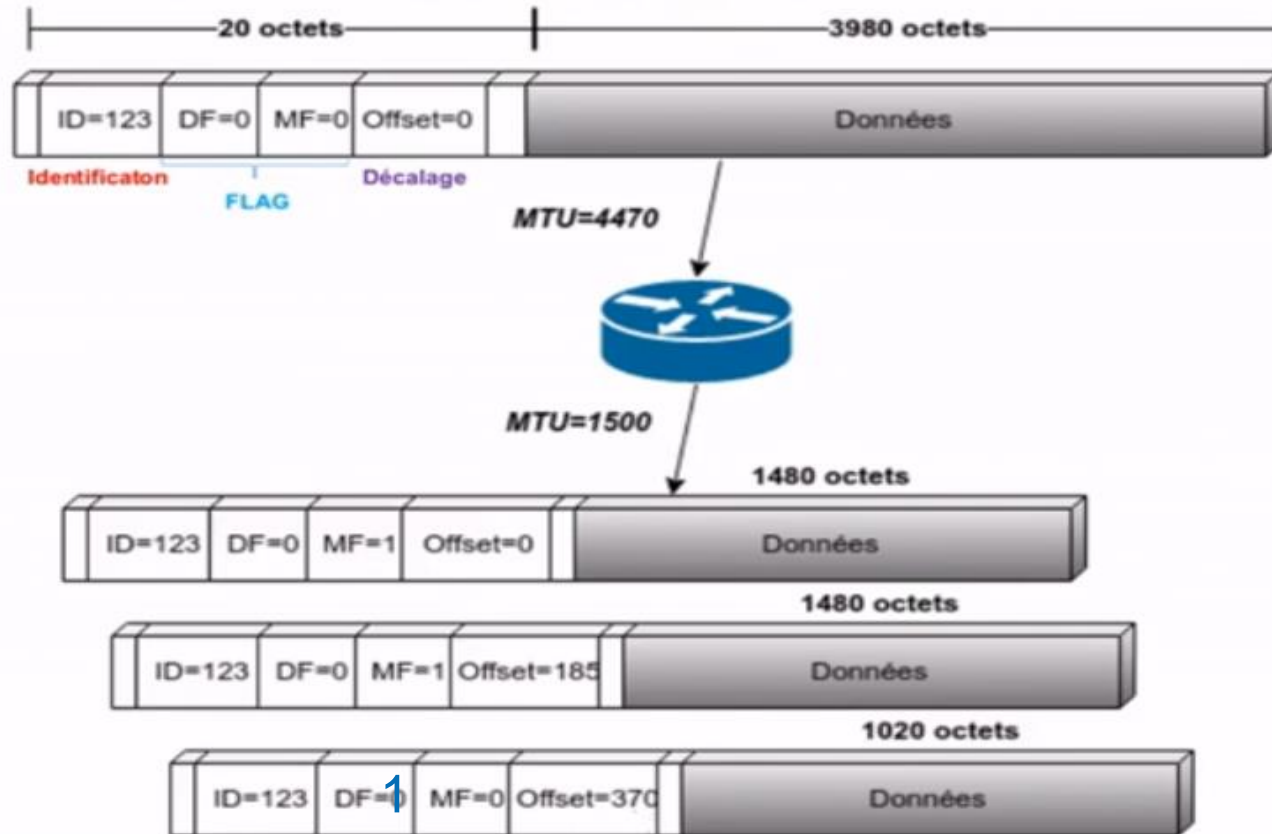 20 octets 3980 octets
ID=123 DF=0 MF=0 Offset=0 Données
Identificaton FLAG Décalage
MTU=4470
MTU=1500
1480 octets
ID=123 DF=0 MF=1 Offset=0 Données
1480 octets
ID=123 DF=0 MF=1 Offset=185 Données
1020 octets
ID=123 DF=0 1 MF=0 Offset=370 Données